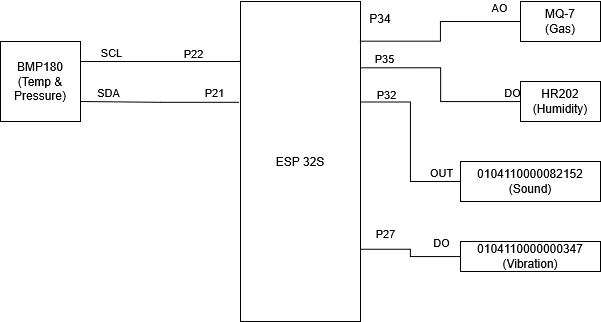 BMP180
(Temp &
Pressure)
SCL
P22
SDA
P21
ESP 32S
P34
AO
MQ-7
(Gas)
P35
DO
HR202
(Humidity)
P32
OUT
0104110000082152
(Sound)
P27
DO
0104110000000347
(Vibration)